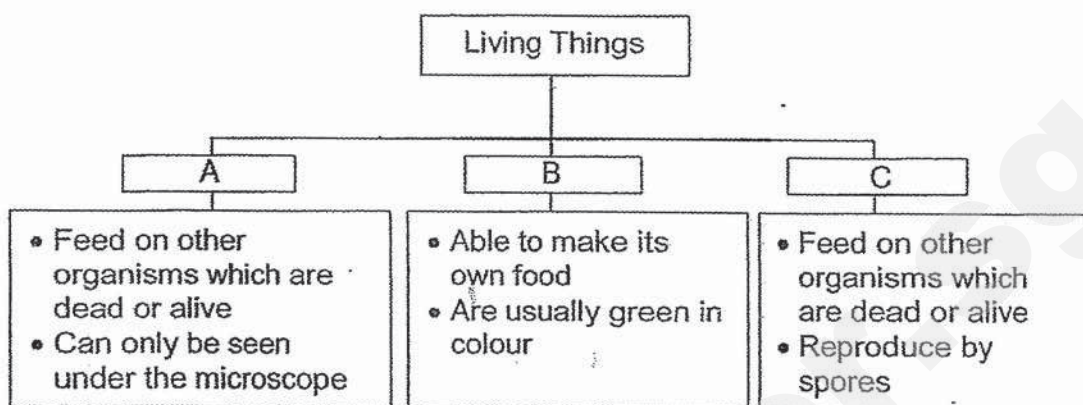 Living Things
A
B
C
• Feed on other
organisms which are
dead or alive
• Can only be seen
under the microscope
• Able to make its
own food
• Are usually green in
colour
• Feed on other
organisms which
are dead or alive
• Reproduce by
spores